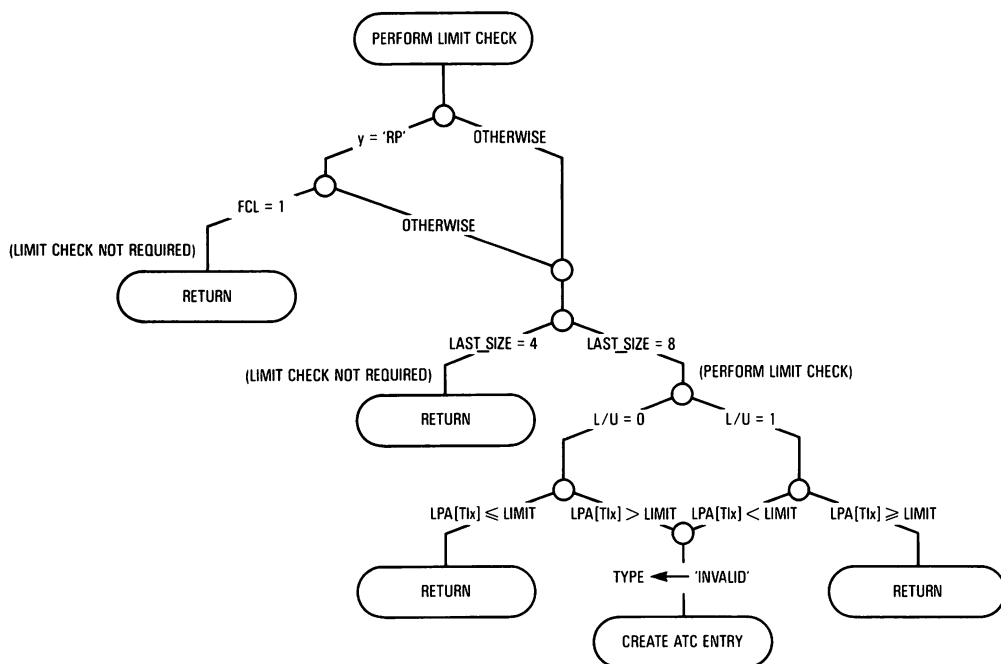 PERFORM LIMIT CHECK
y = 'RP'
OTHERWISE
FCL = 1
OTHERWISE
(LIMIT CHECK NOT REQUIRED)
RETURN
LAST_SIZE = 4
LAST_SIZE = 8
(LIMIT CHECK NOT REQUIRED)
(PERFORM LIMIT CHECK)
RETURN
L/U = 0
L/U = 1
LPA[TIx] ⩽ LIMIT
LPA[TIx] > LIMIT
LPA[TIx] < LIMIT
LPA[TIx] ⩾ LIMIT
RETURN
TYPE ← 'INVALID'
RETURN
CREATE ATC ENTRY